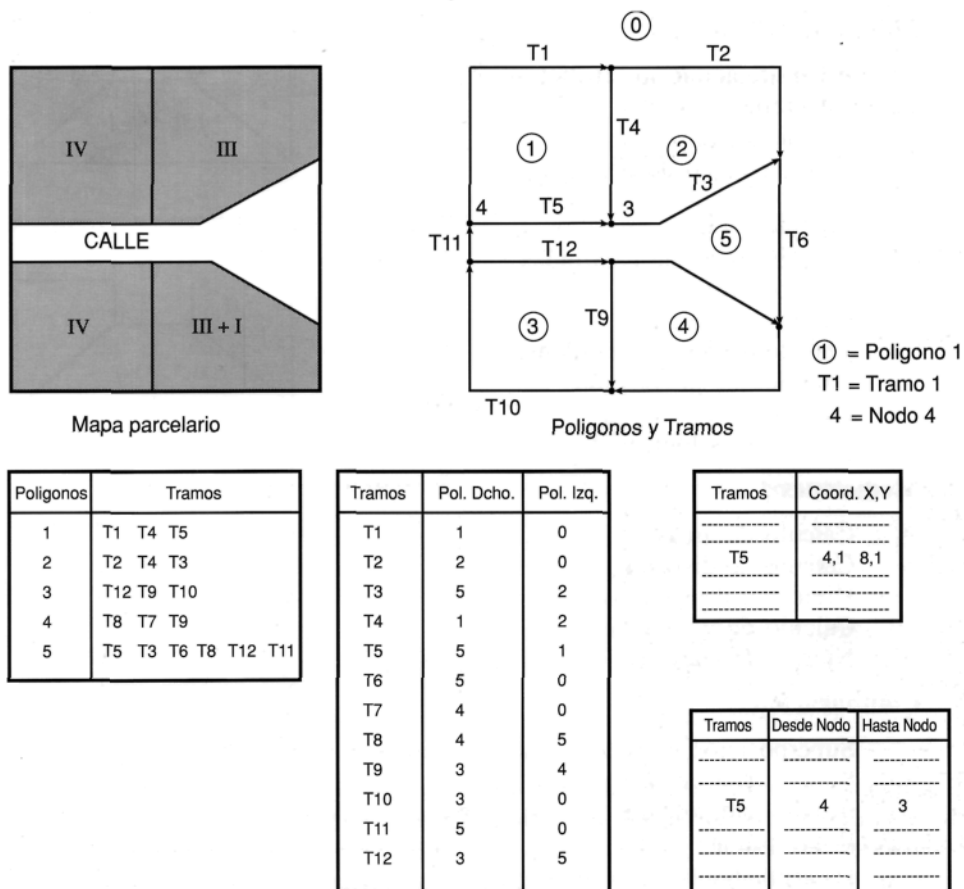 0
T1
T2
IV
III
T4
1
2
T3
4
T5
3
CALLE
5
T11
T12
T6
IV
III + I
T9
3
4
1 = Poligono 1
T10
T1 = Tramo 1
Mapa parcelario
Poligonos y Tramos
4 = Nodo 4
Poligonos Tramos
1 T1 T4 T5
2 T2 T4 T3
3 T12 T9 T10
4 T8 T7 T9
5 T5 T3 T6 T8 T12 T11
Tramos Pol. Dcho. Pol. Izq.
T1 1 0
T2 2 0
T3 5 2
T4 1 2
T5 5 1
T6 5 0
T7 4 0
T8 4 5
T9 3 4
T10 3 0
T11 5 0
T12 3 5
Tramos Coord. X,Y
T5 4,1 8,1
Tramos Desde Nodo Hasta Nodo
T5 4 3